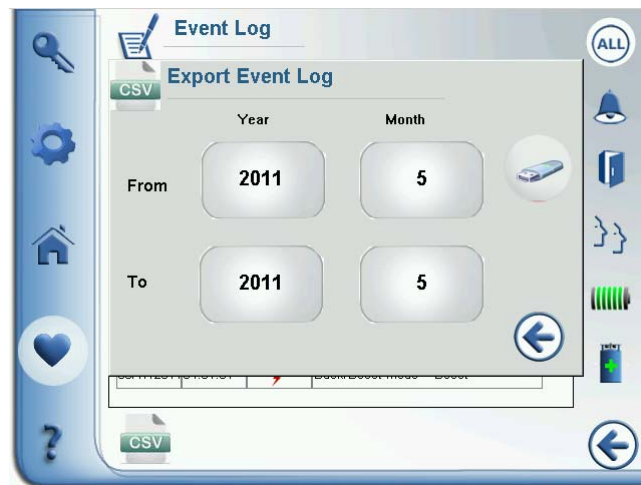 Event Log
ALL
CSV
Export Event Log
Year Month
From 2011 5
To 2011 5
CSV
?